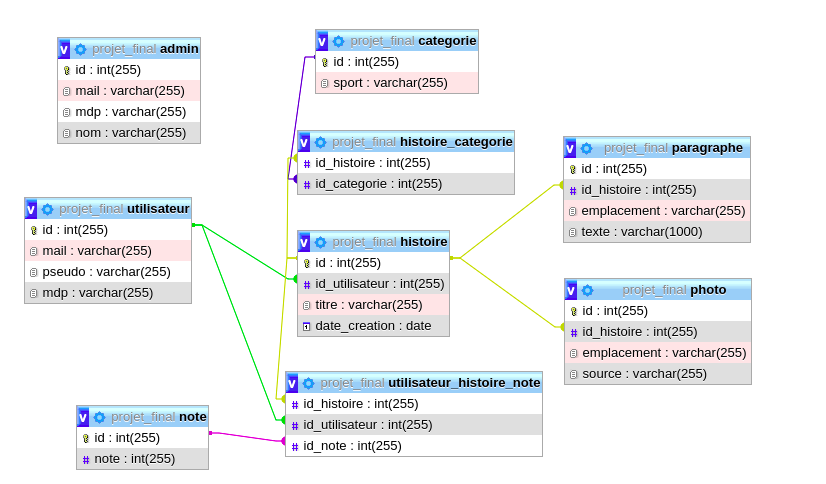 v projet_final admin
id : int(255)
mail : varchar(255)
mdp : varchar(255)
nom : varchar(255)
v projet_final categorie
id : int(255)
sport : varchar(255)
v projet_final histoire_categorie
# id_histoire : int(255)
# id_categorie : int(255)
v projet_final paragraphe
id : int(255)
# id_histoire : int(255)
emplacement : varchar(255)
texte : varchar(1000)
v projet_final utilisateur
id : int(255)
mail : varchar(255)
pseudo : varchar(255)
mdp : varchar(255)
v projet_final histoire
id : int(255)
# id_utilisateur : int(255)
titre : varchar(255)
date_creation : date
v projet_final photo
id : int(255)
# id_histoire : int(255)
emplacement : varchar(255)
source : varchar(255)
v projet_final utilisateur_histoire_note
# id_histoire : int(255)
# id_utilisateur : int(255)
# id_note : int(255)
v projet_final note
id : int(255)
# note : int(255)